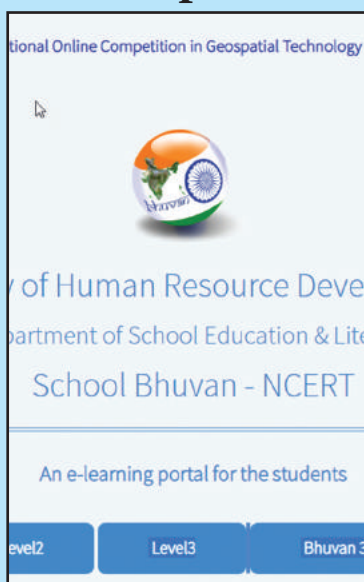 tional Online Competition in Geospatial Technology
Bhuvan
y of Human Resource Deve
partment of School Education & Lite
School Bhuvan - NCERT
An e-learning portal for the students
evel2
Level3
Bhuvan 3